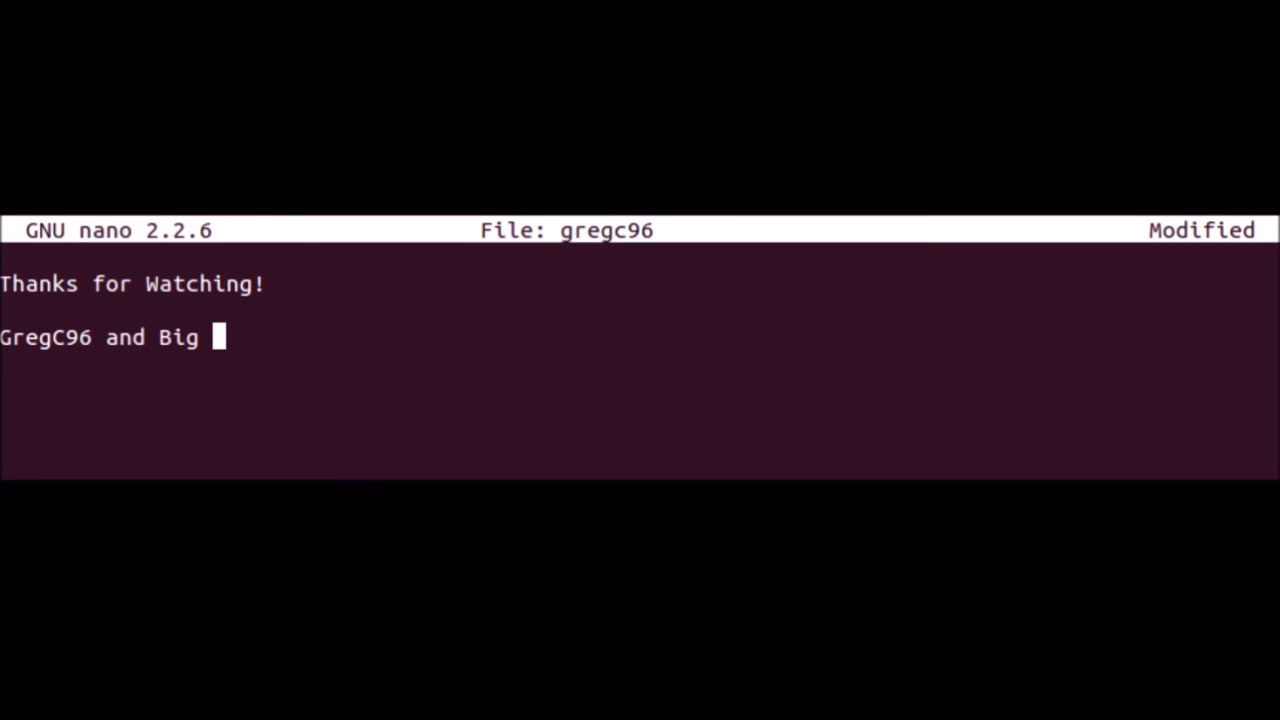 GNU nano 2.2.6 File: gregc96 Modified
Thanks for Watching!
GregC96 and Big